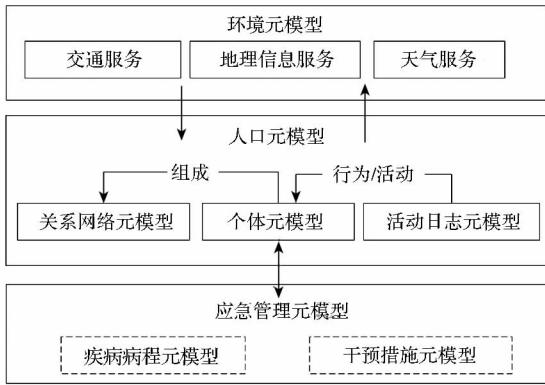 环境元模型
交通服务 地理信息服务 天气服务
人口元模型
组成 行为/活动
关系网络元模型 个体元模型 活动日志元模型
应急管理元模型
疾病病程元模型 干预措施元模型